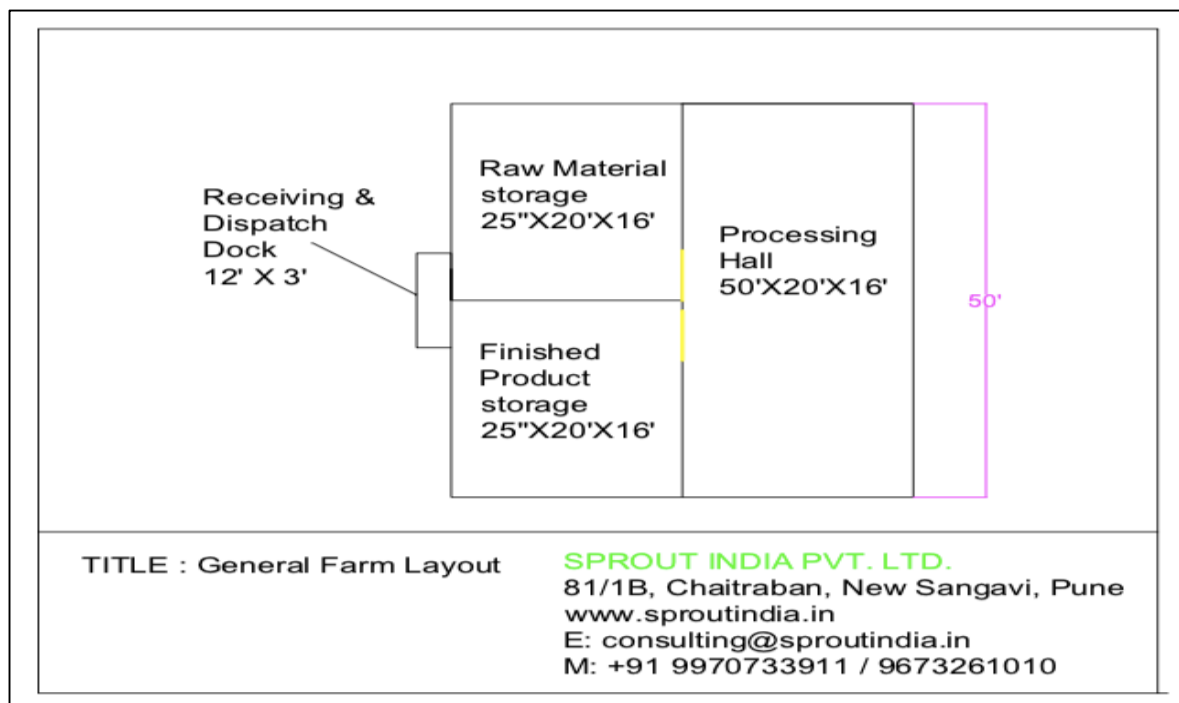 Receiving &
Dispatch
Dock
12' X 3'
Raw Material
storage
25"X20'X16'
Processing
Hall
50'X20'X16'
50'
Finished
Product
storage
25"X20'X16'
TITLE : General Farm Layout
SPROUT INDIA PVT. LTD.
81/1B, Chaitraban, New Sangavi, Pune
www.sproutindia.in
E: consulting@sproutindia.in
M: +91 9970733911 / 9673261010